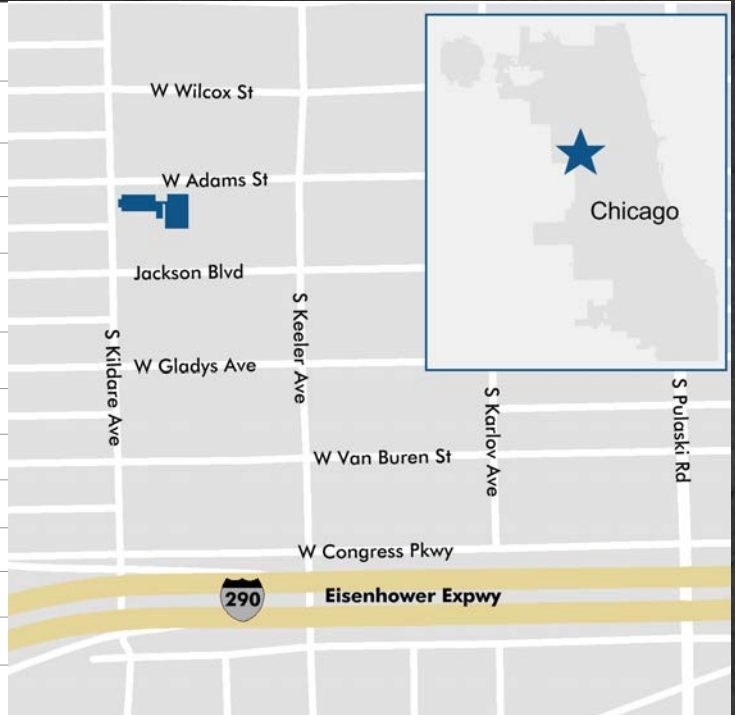 W Wilcox St
W Adams St
Chicago
Jackson Blvd
S Keeler Ave
S Kildare Ave
W Gladys Ave
S Karlov Ave
S Pulaski Rd
W Van Buren St
W Congress Pkwy
290
Eisenhower Expwy